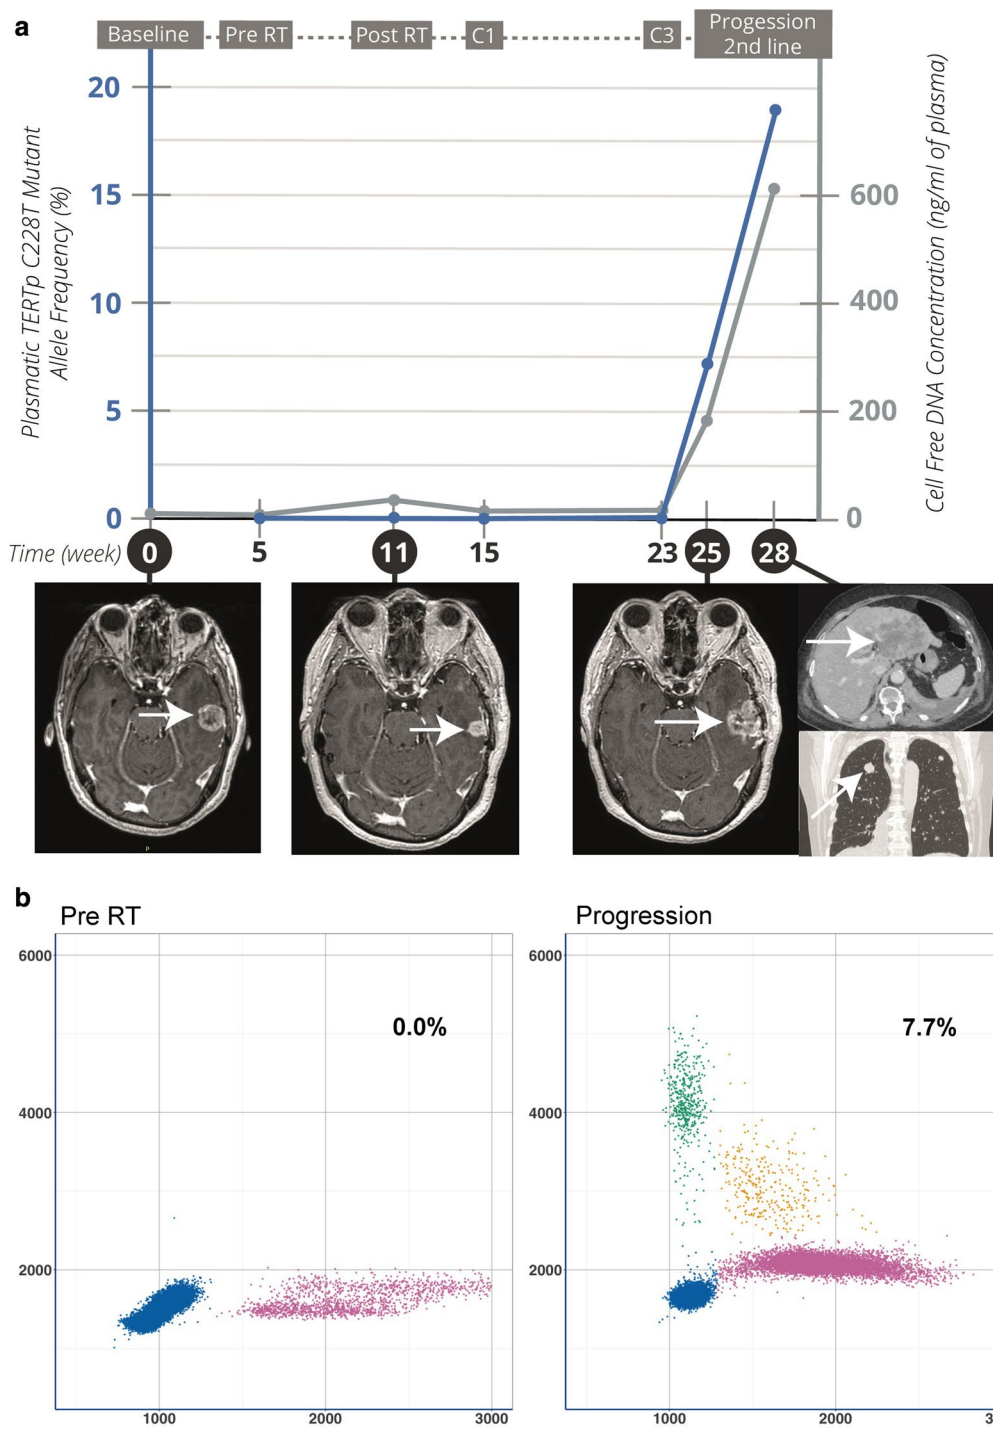 a
Baseline
Pre RT
Post RT
C1
C3
Progession
2nd line
Plasmatic TERTp C228T Mutant
Allele Frequency (%)
20
15
10
5
0
Cell Free DNA Concentration (ng/ml of plasma)
600
400
200
0
Time (week)
0
5
11
15
23
25
28
P
b
Pre RT
6000
4000
2000
0.0%
1000
2000
3000
Progression
6000
4000
2000
7.7%
1000
2000
3